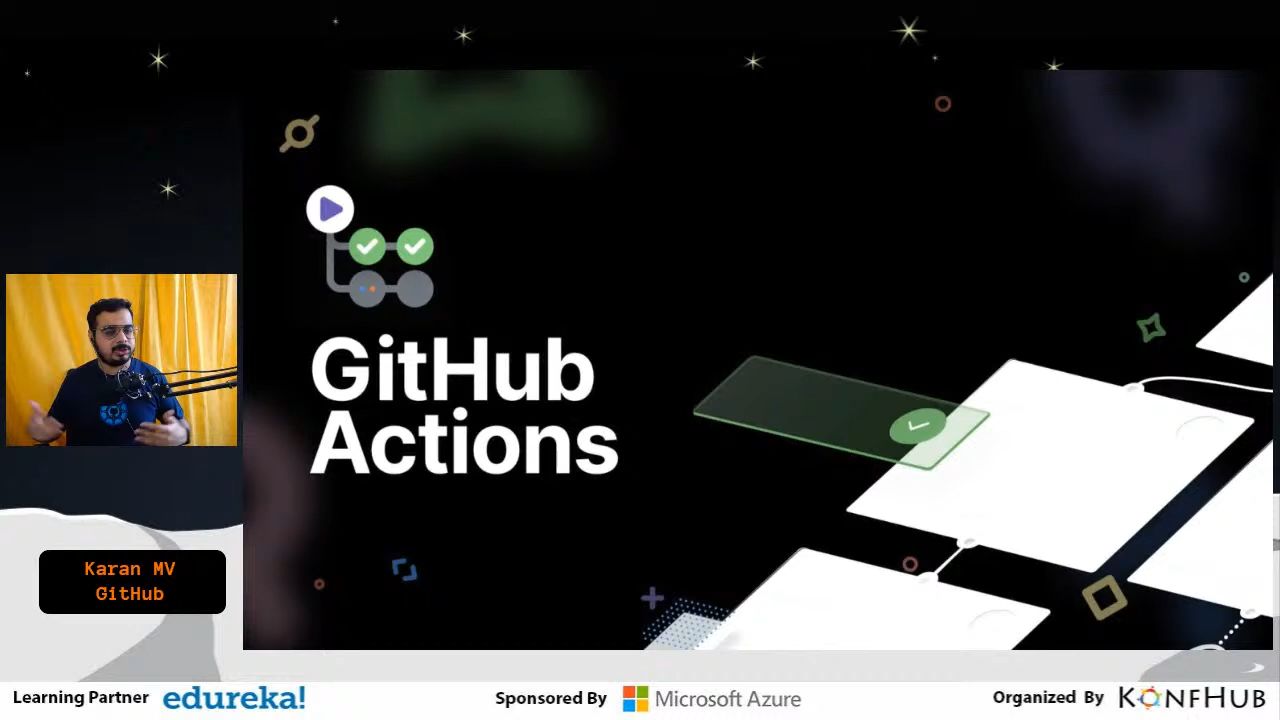 GitHub
Actions
Karan MV
GitHub
Learning Partner edureka! Sponsored By Microsoft Azure Organized By KONFHUB